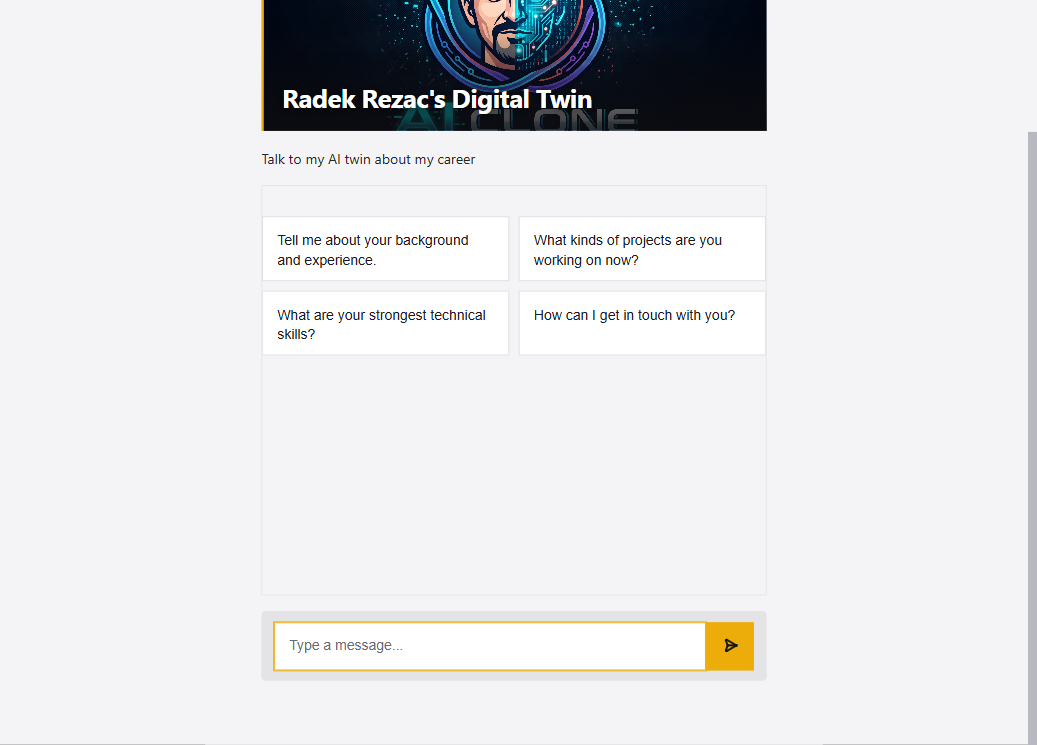 Radek Rezac's Digital Twin
AI CLONE
Talk to my AI twin about my career
Tell me about your background
and experience.
What kinds of projects are you
working on now?
What are your strongest technical
skills?
How can I get in touch with you?
Type a message...